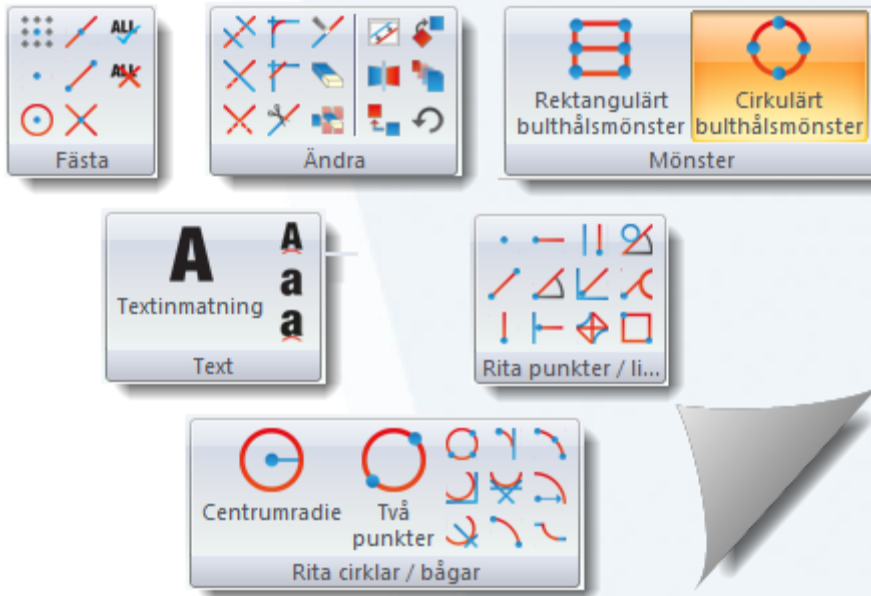 ALL
ALL
Fästa
Ändra
Rektangulärt
bulthålsmönster
Cirkulärt
bulthålsmönster
Mönster
A
Textinmatning
A
a
a
Text
Rita punkter / li...
Centrumradie
Två
punkter
Rita cirklar / bågar